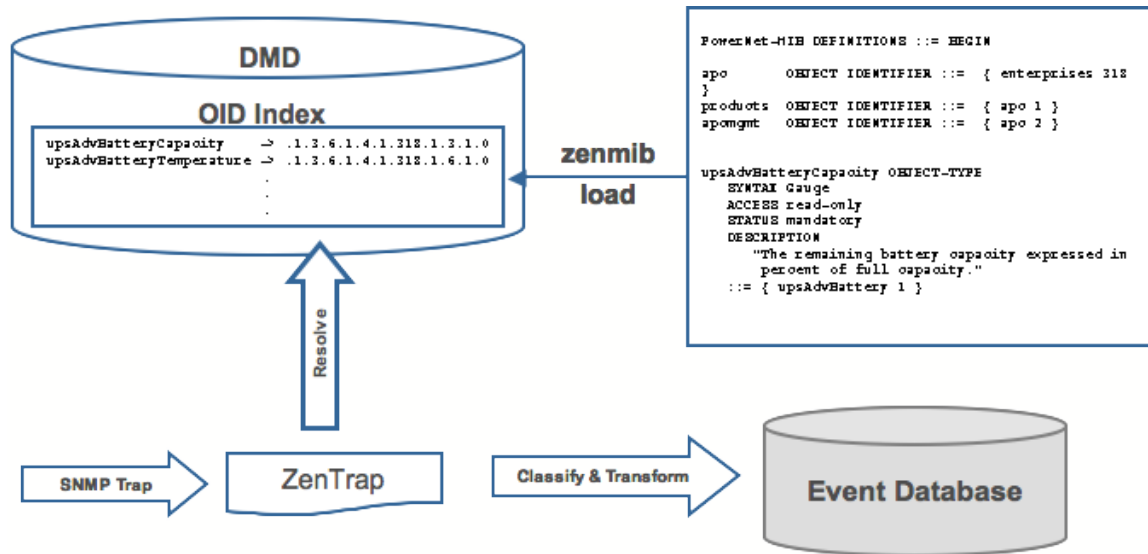 DMD
OID Index
upsAdvBatteryCapacity -> .1.3.6.1.4.1.318.1.3.1.0
upsAdvBatteryTemperature -> .1.3.6.1.4.1.318.1.6.1.0
.
.
.
zenmib
load
PowerNet-MIB DEFINITIONS ::= BEGIN
apc OBJECT IDENTIFIER ::= { enterprises 318
}
products OBJECT IDENTIFIER ::= { apc 1 }
apcmgmt OBJECT IDENTIFIER ::= { apc 2 }
upsAdvBatteryCapacity OBJECT-TYPE
SYNTAX Gauge
ACCESS read-only
STATUS mandatory
DESCRIPTION
"The remaining battery capacity expressed in
percent of full capacity."
::= { upsAdvBattery 1 }
Resolve
SNMP Trap
ZenTrap
Classify & Transform
Event Database